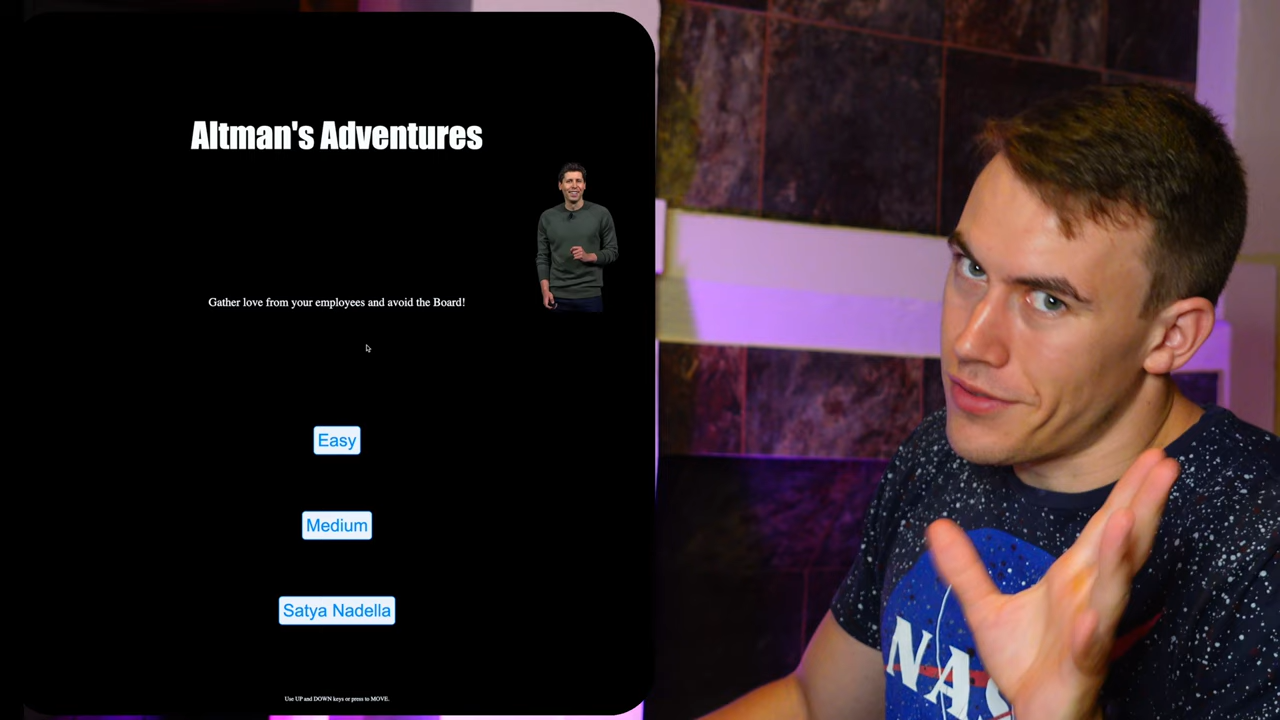 Altman's Adventures
Gather love from your employees and avoid the Board!
Easy
Medium
Satya Nadella
Use UP and DOWN keys or press to MOVE.
NAS